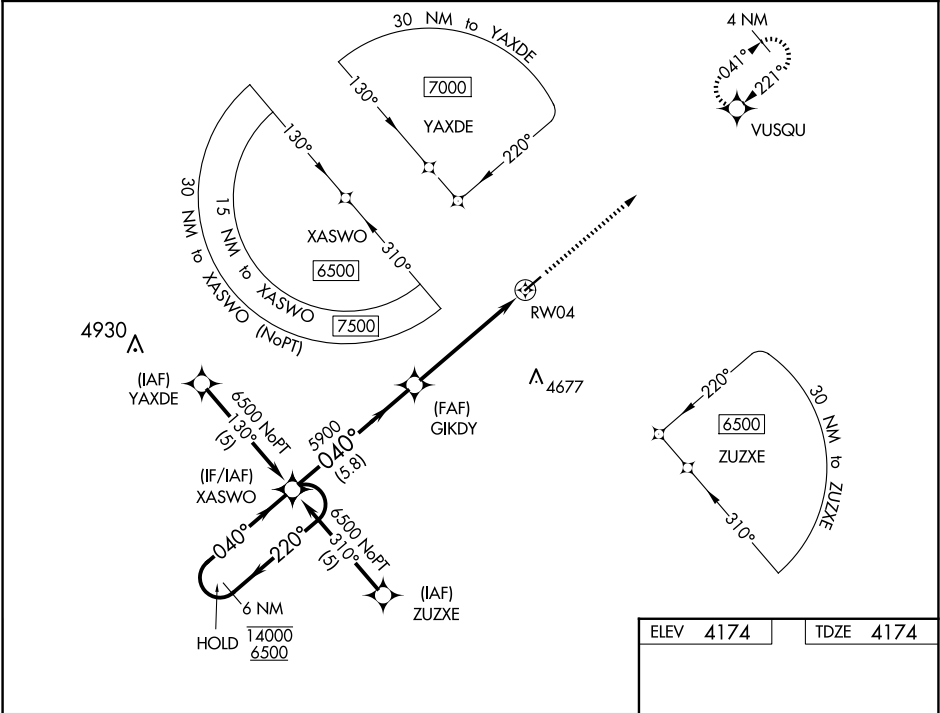 30 NM to YAXDE
130°
7000
YAXDE
220°
4 NM
041°
221°
VUSQU
130°
XASWO
6500
310°
15 NM to XASWO
7500
30 NM to XASWO (NoPT)
RW04
4930
4677
(IAF)
YAXDE
6500 NoPT
130°
(5)
(FAF)
GIKDY
5900
040°
(5.8)
(IF/IAF)
XASWO
040°
220°
6500 NoPT
310°
(5)
(IAF)
ZUZXE
6 NM
HOLD
14000
6500
220°
6500
ZUZXE
310°
30 NM to ZUZXE
ELEV 4174
TDZE 4174